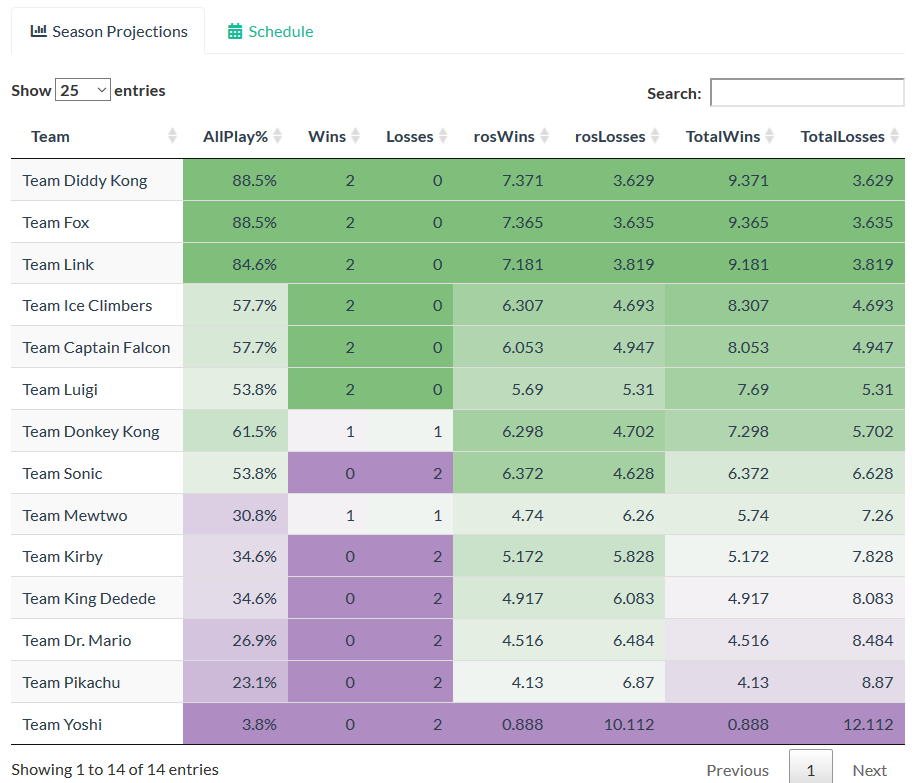 Season Projections Schedule
Show 25 entries Search:
Team AllPlay% Wins Losses rosWins rosLosses TotalWins TotalLosses
Team Diddy Kong 88.5% 2 0 7.371 3.629 9.371 3.629
Team Fox 88.5% 2 0 7.365 3.635 9.365 3.635
Team Link 84.6% 2 0 7.181 3.819 9.181 3.819
Team Ice Climbers 57.7% 2 0 6.307 4.693 8.307 4.693
Team Captain Falcon 57.7% 2 0 6.053 4.947 8.053 4.947
Team Luigi 53.8% 2 0 5.69 5.31 7.69 5.31
Team Donkey Kong 61.5% 1 1 6.298 4.702 7.298 5.702
Team Sonic 53.8% 0 2 6.372 4.628 6.372 6.628
Team Mewtwo 30.8% 1 1 4.74 6.26 5.74 7.26
Team Kirby 34.6% 0 2 5.172 5.828 5.172 7.828
Team King Dedede 34.6% 0 2 4.917 6.083 4.917 8.083
Team Dr. Mario 26.9% 0 2 4.516 6.484 4.516 8.484
Team Pikachu 23.1% 0 2 4.13 6.87 4.13 8.87
Team Yoshi 3.8% 0 2 0.888 10.112 0.888 12.112
Showing 1 to 14 of 14 entries Previous 1 Next